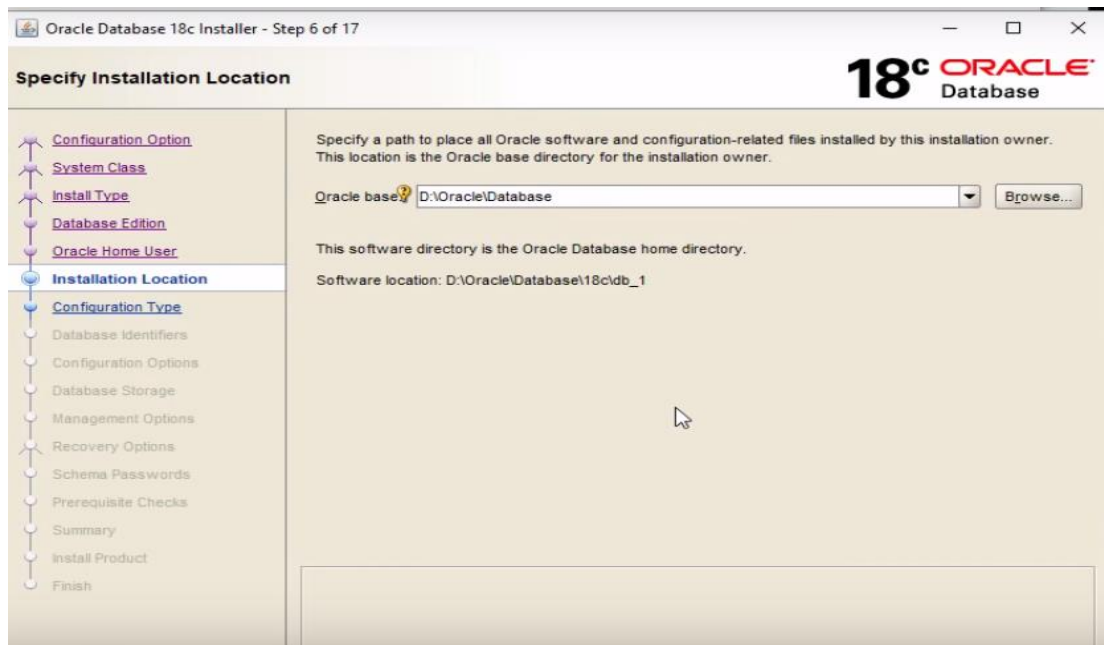 Oracle Database 18c Installer - Step 6 of 17
Specify Installation Location
18c ORACLE
Database
Configuration Option
System Class
Install Type
Database Edition
Oracle Home User
Installation Location
Configuration Type
Database Identifiers
Configuration Options
Database Storage
Management Options
Recovery Options
Schema Passwords
Prerequisite Checks
Summary
Install Product
Finish
Specify a path to place all Oracle software and configuration-related files installed by this installation owner.
This location is the Oracle base directory for the installation owner.
Oracle base D:\Oracle\Database Browse...
This software directory is the Oracle Database home directory.
Software location: D:\Oracle\Database\18c\db_1